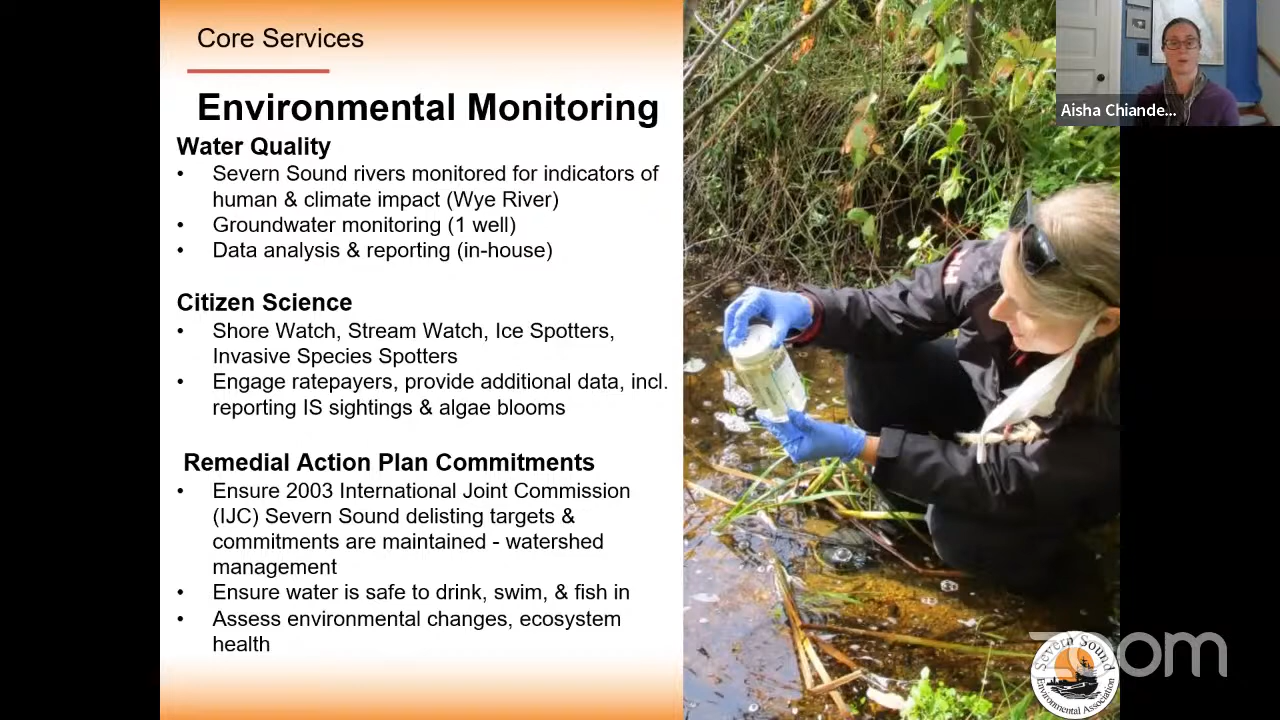 Core Services
Environmental Monitoring
Water Quality
• Severn Sound rivers monitored for indicators of
human & climate impact (Wye River)
• Groundwater monitoring (1 well)
• Data analysis & reporting (in-house)
Citizen Science
• Shore Watch, Stream Watch, Ice Spotters,
Invasive Species Spotters
• Engage ratepayers, provide additional data, incl.
reporting IS sightings & algae blooms
Remedial Action Plan Commitments
• Ensure 2003 International Joint Commission
(IJC) Severn Sound delisting targets &
commitments are maintained - watershed
management
• Ensure water is safe to drink, swim, & fish in
• Assess environmental changes, ecosystem
health
Aisha Chiande...
zoom
Severn Sound
Environmental Association